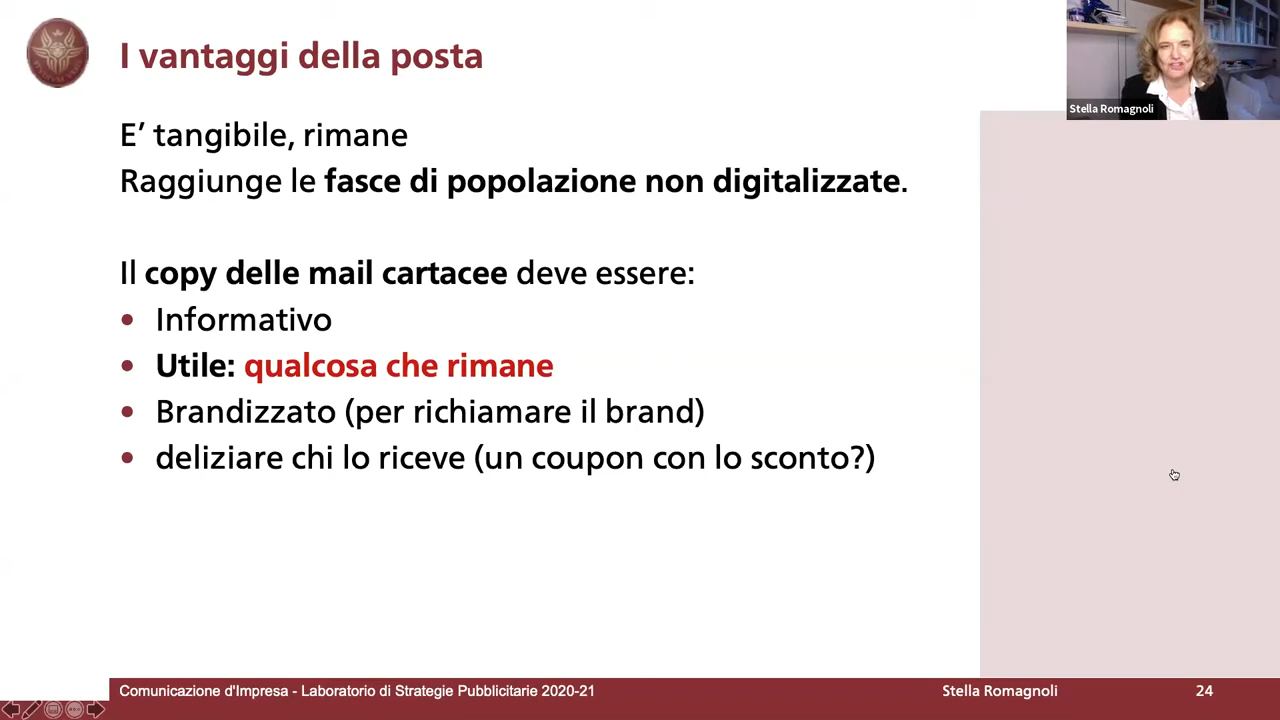 I vantaggi della posta
Stella Romagnoli
E’ tangibile, rimane
Raggiunge le fasce di popolazione non digitalizzate.
Il copy delle mail cartacee deve essere:
• Informativo
• Utile: qualcosa che rimane
• Brandizzato (per richiamare il brand)
• deliziare chi lo riceve (un coupon con lo sconto?)
Comunicazione d'Impresa - Laboratorio di Strategie Pubblicitarie 2020-21
Stella Romagnoli
24